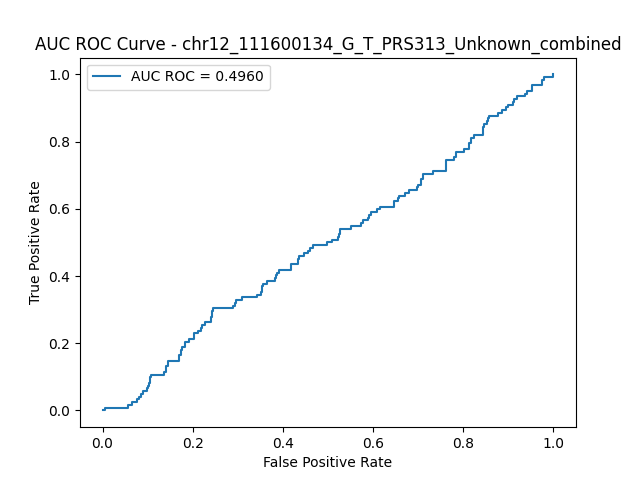 AUC ROC Curve - chr12_111600134_G_T_PRS313_Unknown_combined
AUC ROC = 0.4960
1.0
0.8
0.6
0.4
0.2
0.0
True Positive Rate
0.0 0.2 0.4 0.6 0.8 1.0
False Positive Rate